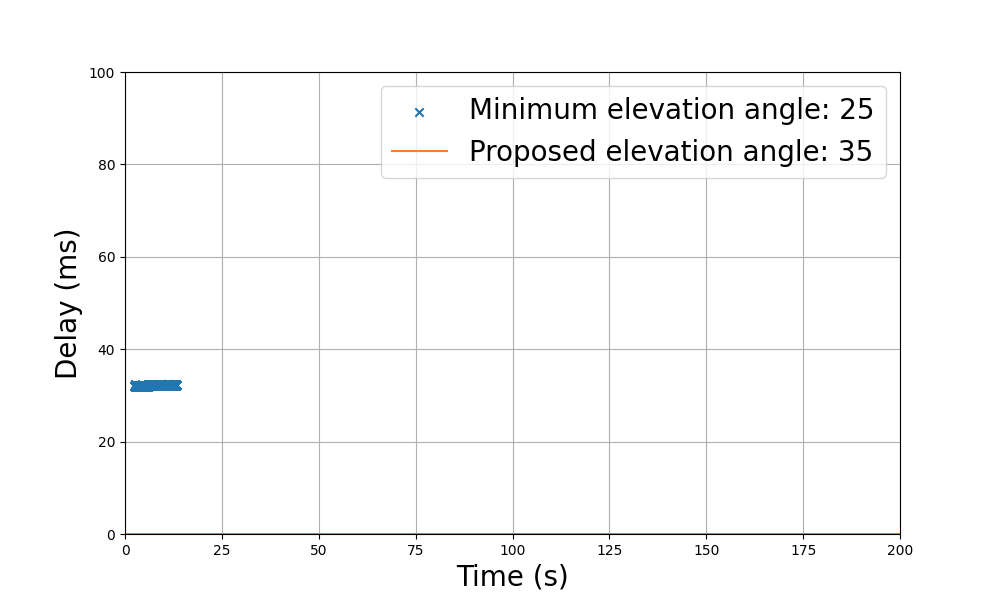 100
80
60
40
20
0
Delay (ms)
Minimum elevation angle: 25
Proposed elevation angle: 35
0 25 50 75 100 125 150 175 200
Time (s)